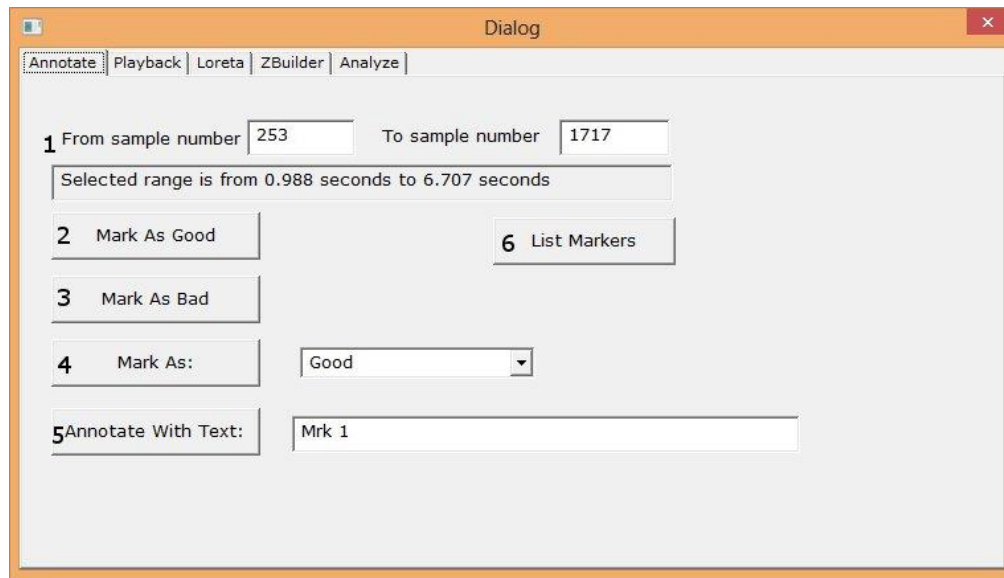 Dialog
Annotate Playback Loreta ZBuilder Analyze
1 From sample number 253 To sample number 1717
Selected range is from 0.988 seconds to 6.707 seconds
2 Mark As Good
6 List Markers
3 Mark As Bad
4 Mark As: Good
5 Annotate With Text: Mrk 1